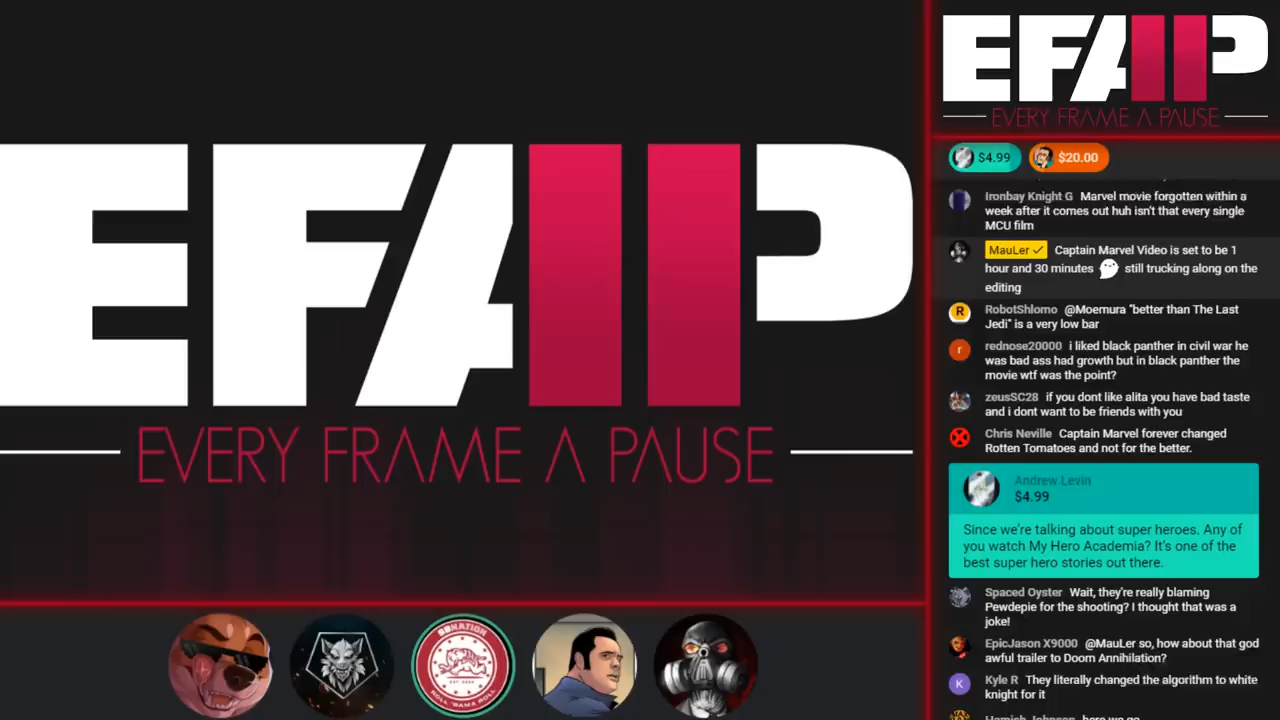 EFAP
EVERY FRAME A PAUSE
SBNATION
ROLL 'BAMA ROLL
EFAP
EVERY FRAME A PAUSE
$4.99
$20.00
Ironbay Knight G Marvel movie forgotten within a
week after it comes out huh isn't that every single
MCU film
MauLer Captain Marvel Video is set to be 1
hour and 30 minutes still trucking along on the
editing
R
RobotShlomo @Moemura "better than The Last
Jedi" is a very low bar
r
rednose20000 i liked black panther in civil war he
was bad ass had growth but in black panther the
movie wtf was the point?
zeusSC28 if you dont like alita you have bad taste
and i dont want to be friends with you
Chris Neville Captain Marvel forever changed
Rotten Tomatoes and not for the better.
Andrew Levin
$4.99
Since we're talking about super heroes. Any of
you watch My Hero Academia? It's one of the
best super hero stories out there.
Spaced Oyster Wait, they're really blaming
Pewdepie for the shooting? I thought that was a
joke!
EpicJason X9000 @MauLer so, how about that god
awful trailer to Doom Annihilation?
K
Kyle R They literally changed the algorithm to white
knight for it
Hamish Johnson here we go